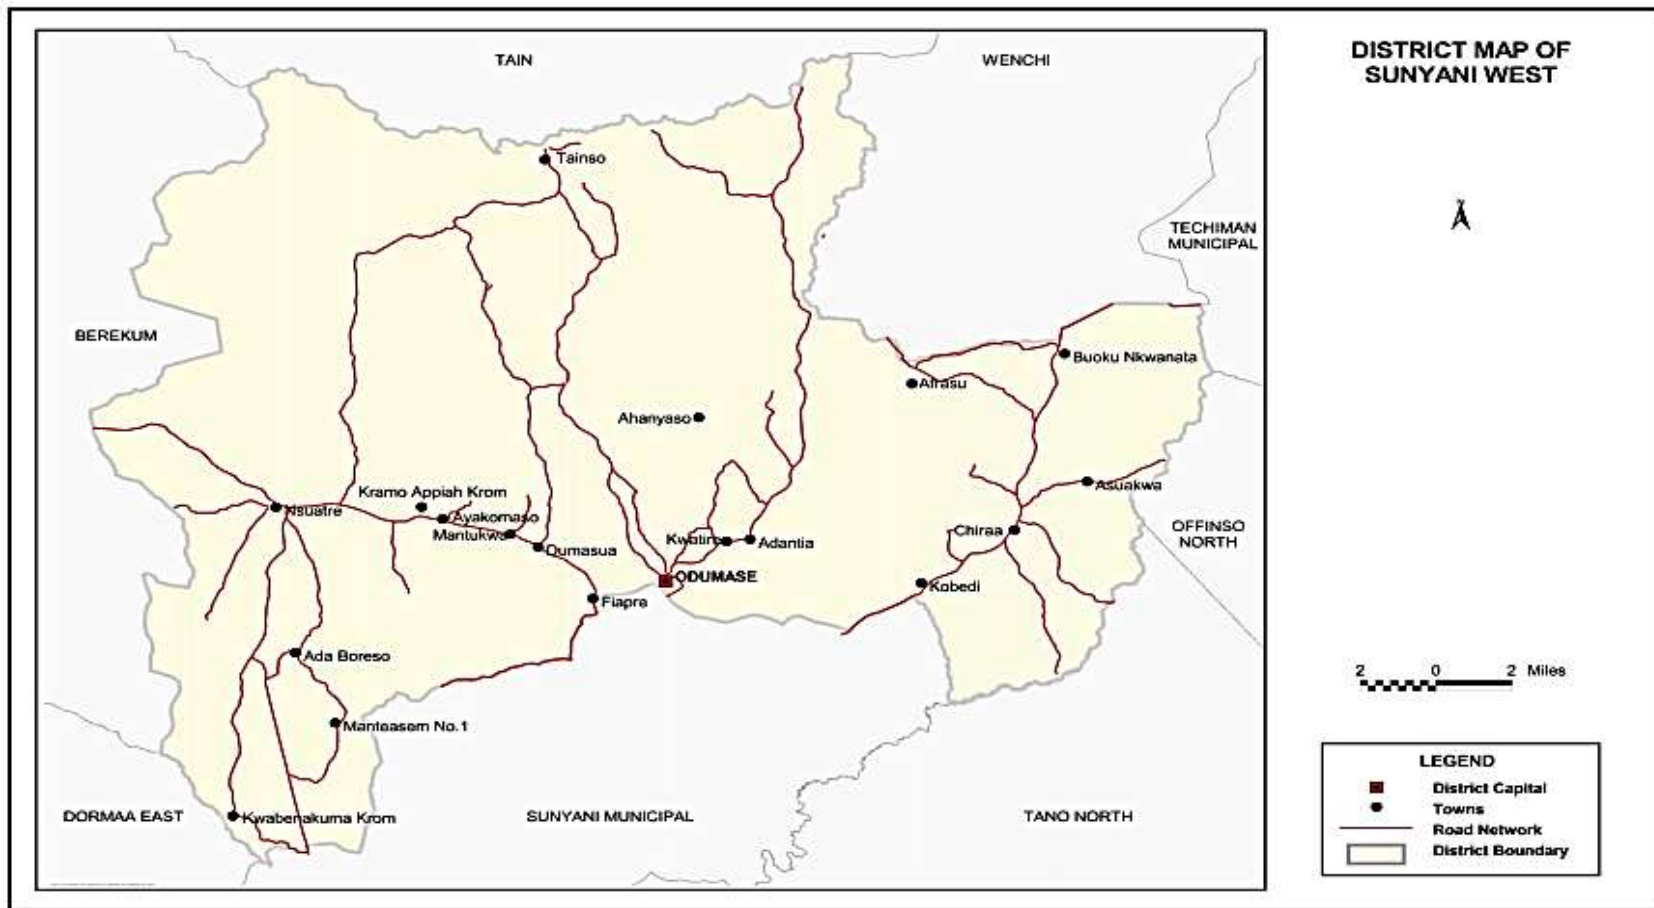 DISTRICT MAP OF
SUNYANI WEST
TAIN
WENCHI
Tainso
TECHIMAN
MUNICIPAL
BEREKUM
Buoku Nkwanata
Afrasu
Ahanyaso
Kramo Appiah Krom
Asuakwa
Nsuatre
Ayakomaso
OFFINSO
NORTH
Mantukwa
Chiraa
Dumasua
Kwatire
Adantia
ODUMASE
Kobedi
Fiapre
Ada Boreso
2 0 2 Miles
Manteasem No.1
DORMAA EAST
Kwabenakuma Krom
SUNYANI MUNICIPAL
TANO NORTH
LEGEND
District Capital
Towns
Road Network
District Boundary